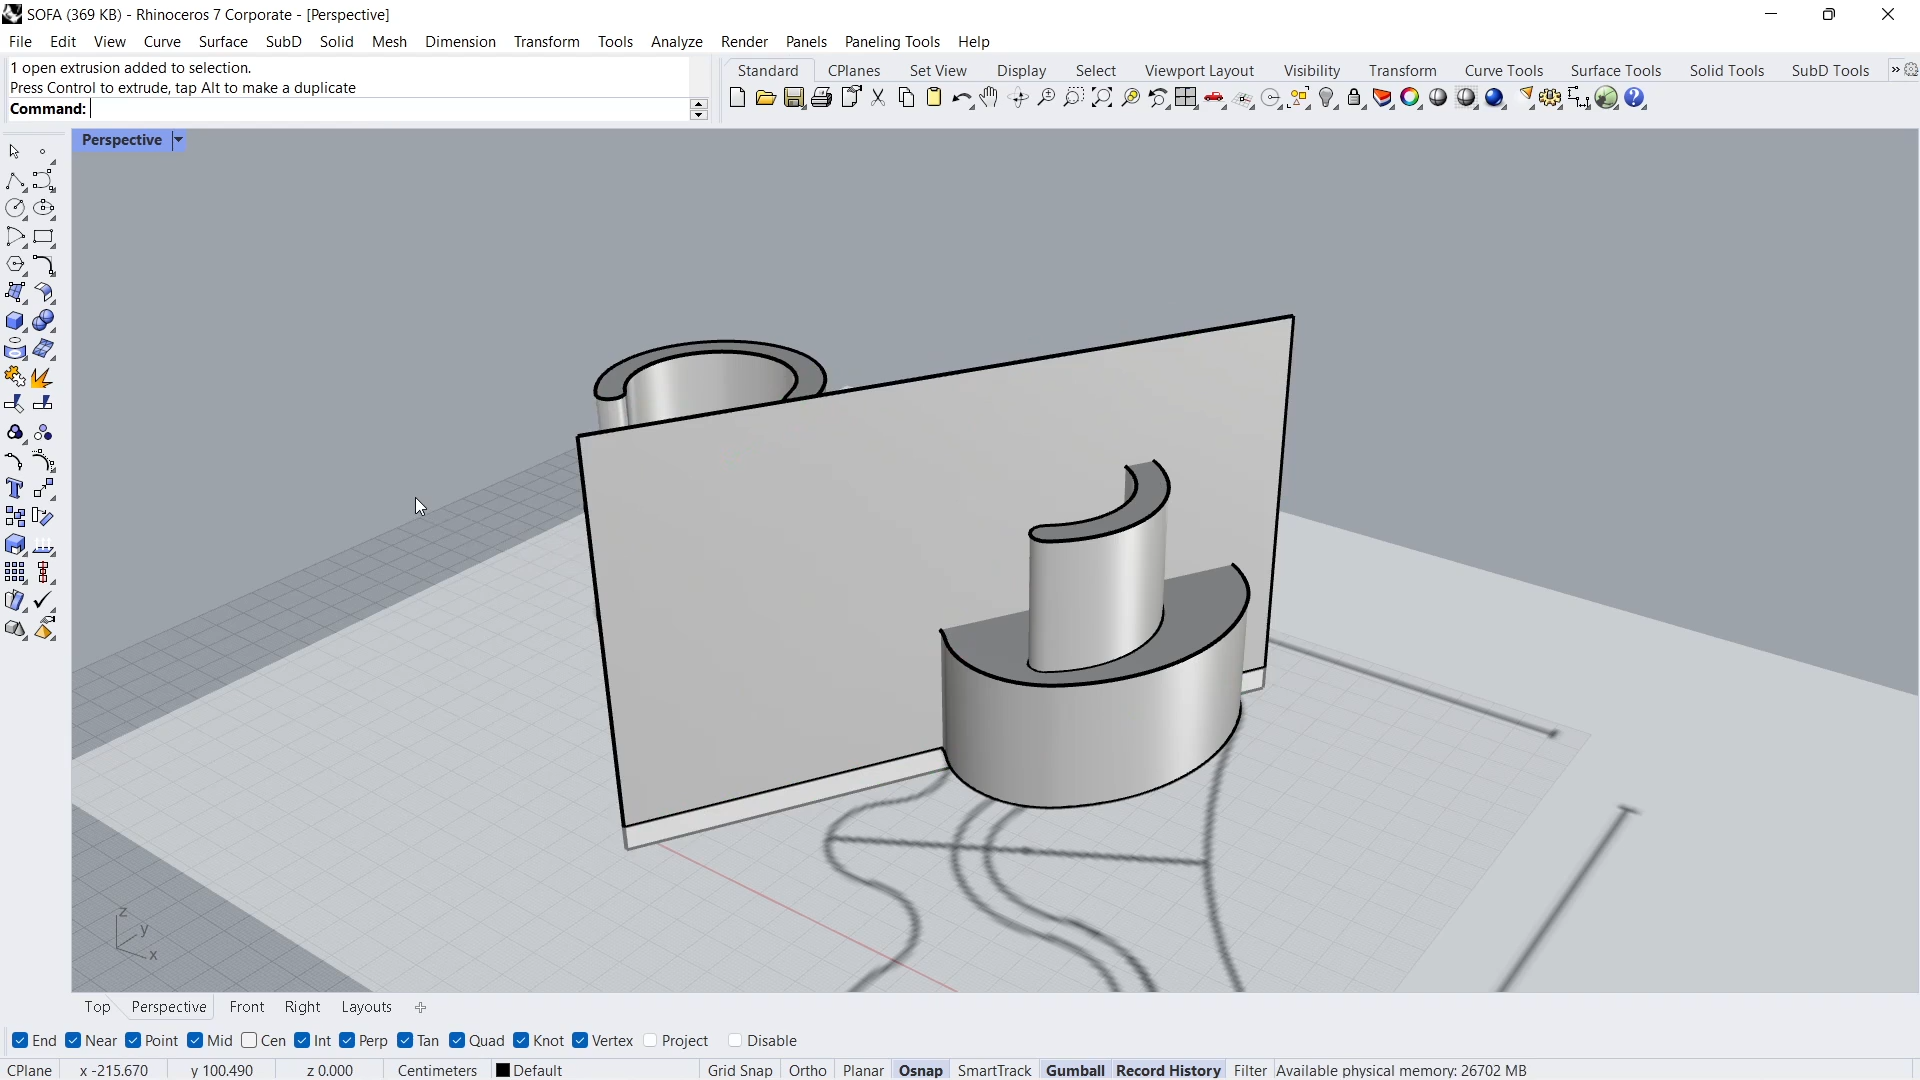 SOFA (369 KB) - Rhinoceros 7 Corporate - [Perspective]
File Edit View Curve Surface SubD Solid Mesh Dimension Transform Tools Analyze Render Panels Paneling Tools Help
1 open extrusion added to selection.
Press Control to extrude, tap Alt to make a duplicate
Command:
Standard CPlanes Set View Display Select Viewport Layout Visibility Transform Curve Tools Surface Tools Solid Tools SubD Tools »
Perspective
z
y
x
Top Perspective Front Right Layouts
End Near Point Mid Cen Int Perp Tan Quad Knot Vertex Project Disable
CPlane x -215.670 y 100.490 z 0.000 Centimeters Default Grid Snap Ortho Planar Osnap SmartTrack Gumball Record History Filter Available physical memory: 26702 MB